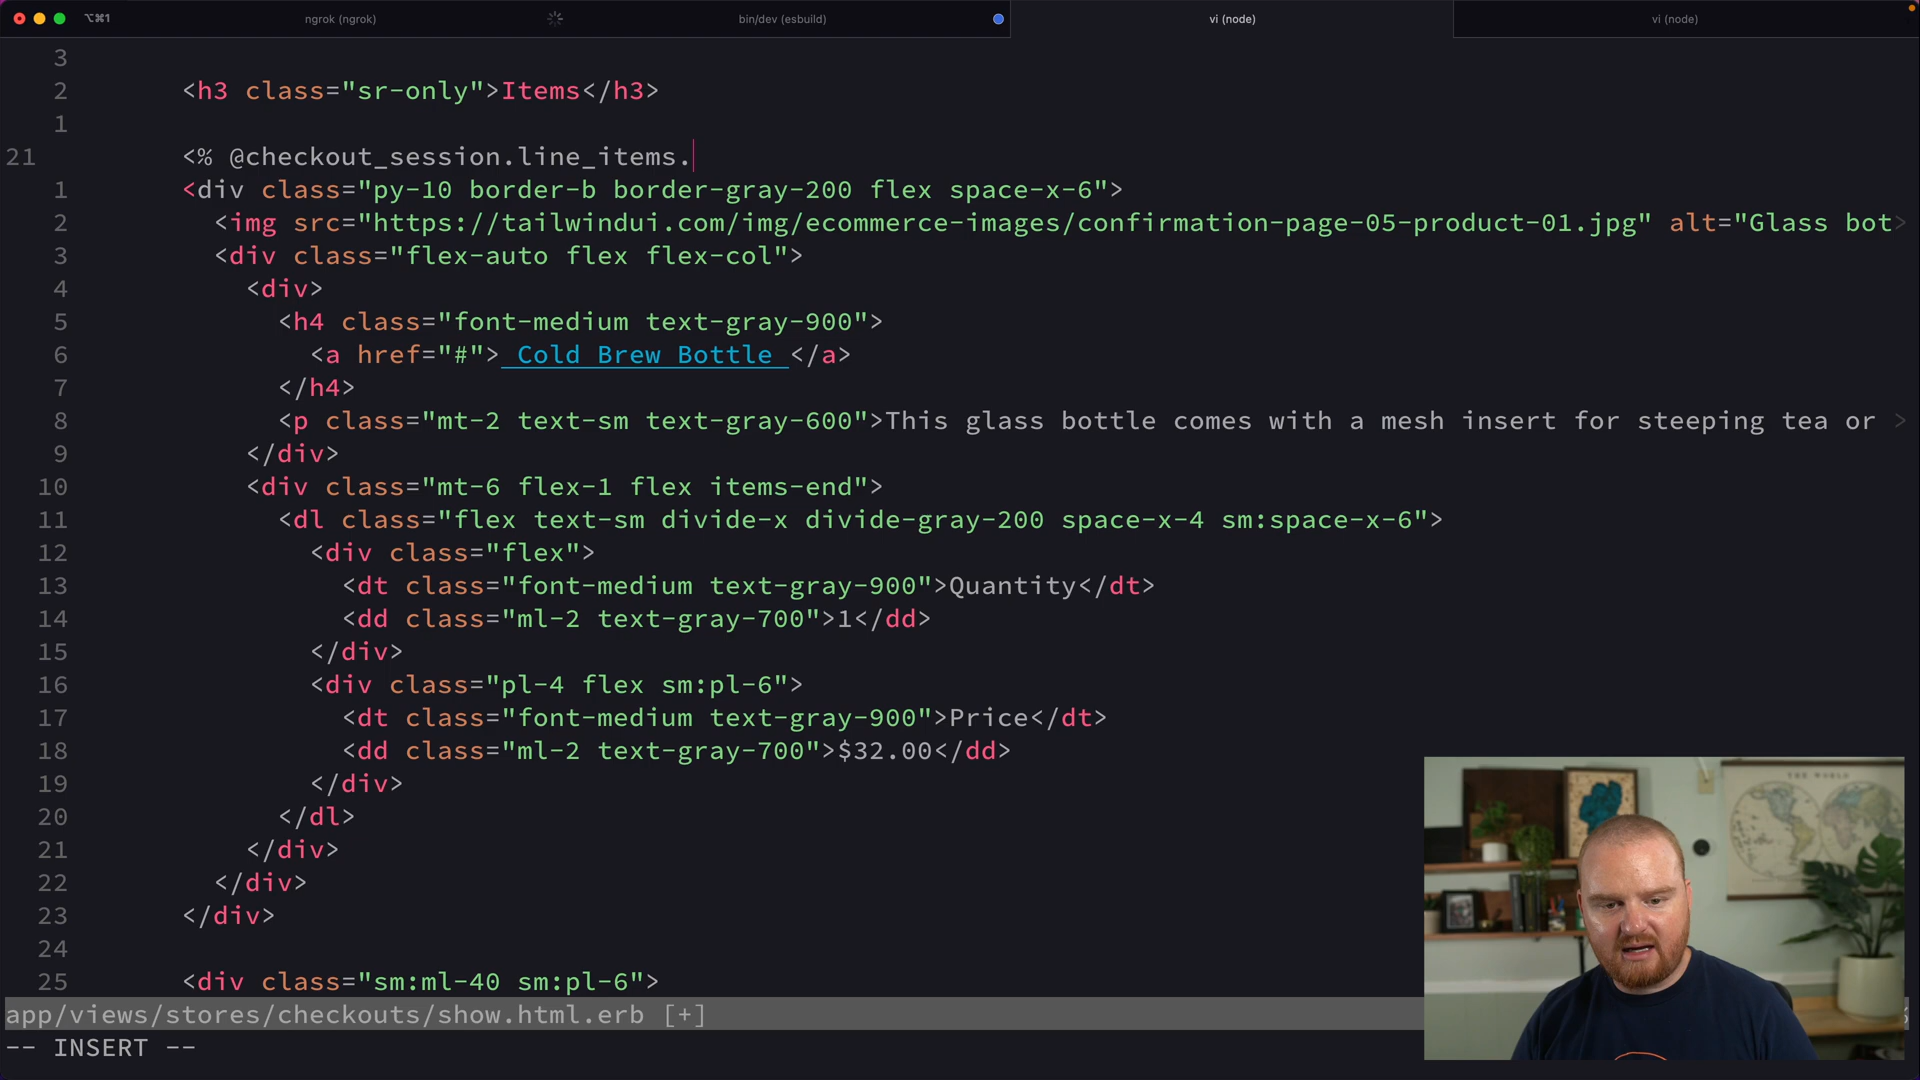 ⌥⌘1 ngrok (ngrok) bin/dev (esbuild) vi (node) vi (node)
3
2 <h3 class="sr-only">Items</h3>
1
21 <% @checkout_session.line_items.
1 <div class="py-10 border-b border-gray-200 flex space-x-6">
2 <img src="https://tailwindui.com/img/ecommerce-images/confirmation-page-05-product-01.jpg" alt="Glass bot>
3 <div class="flex-auto flex flex-col">
4 <div>
5 <h4 class="font-medium text-gray-900">
6 <a href="#"> Cold Brew Bottle </a>
7 </h4>
8 <p class="mt-2 text-sm text-gray-600">This glass bottle comes with a mesh insert for steeping tea or >
9 </div>
10 <div class="mt-6 flex-1 flex items-end">
11 <dl class="flex text-sm divide-x divide-gray-200 space-x-4 sm:space-x-6">
12 <div class="flex">
13 <dt class="font-medium text-gray-900">Quantity</dt>
14 <dd class="ml-2 text-gray-700">1</dd>
15 </div>
16 <div class="pl-4 flex sm:pl-6">
17 <dt class="font-medium text-gray-900">Price</dt>
18 <dd class="ml-2 text-gray-700">$32.00</dd>
19 </div>
20 </dl>
21 </div>
22 </div>
23 </div>
24
25 <div class="sm:ml-40 sm:pl-6">
app/views/stores/checkouts/show.html.erb [+]
-- INSERT --
THE WORLD